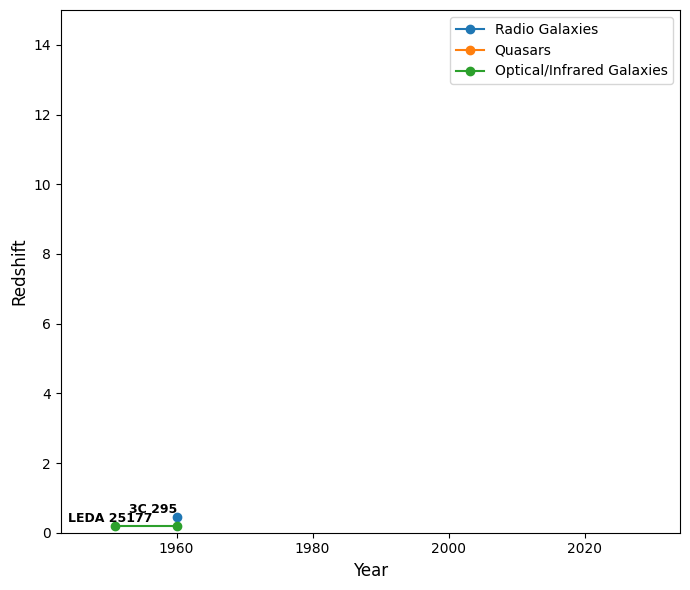 Radio Galaxies
Quasars
Optical/Infrared Galaxies
14
12
10
8
6
4
2
0
Redshift
3C 295
LEDA 25177
1960
1980
2000
2020
Year